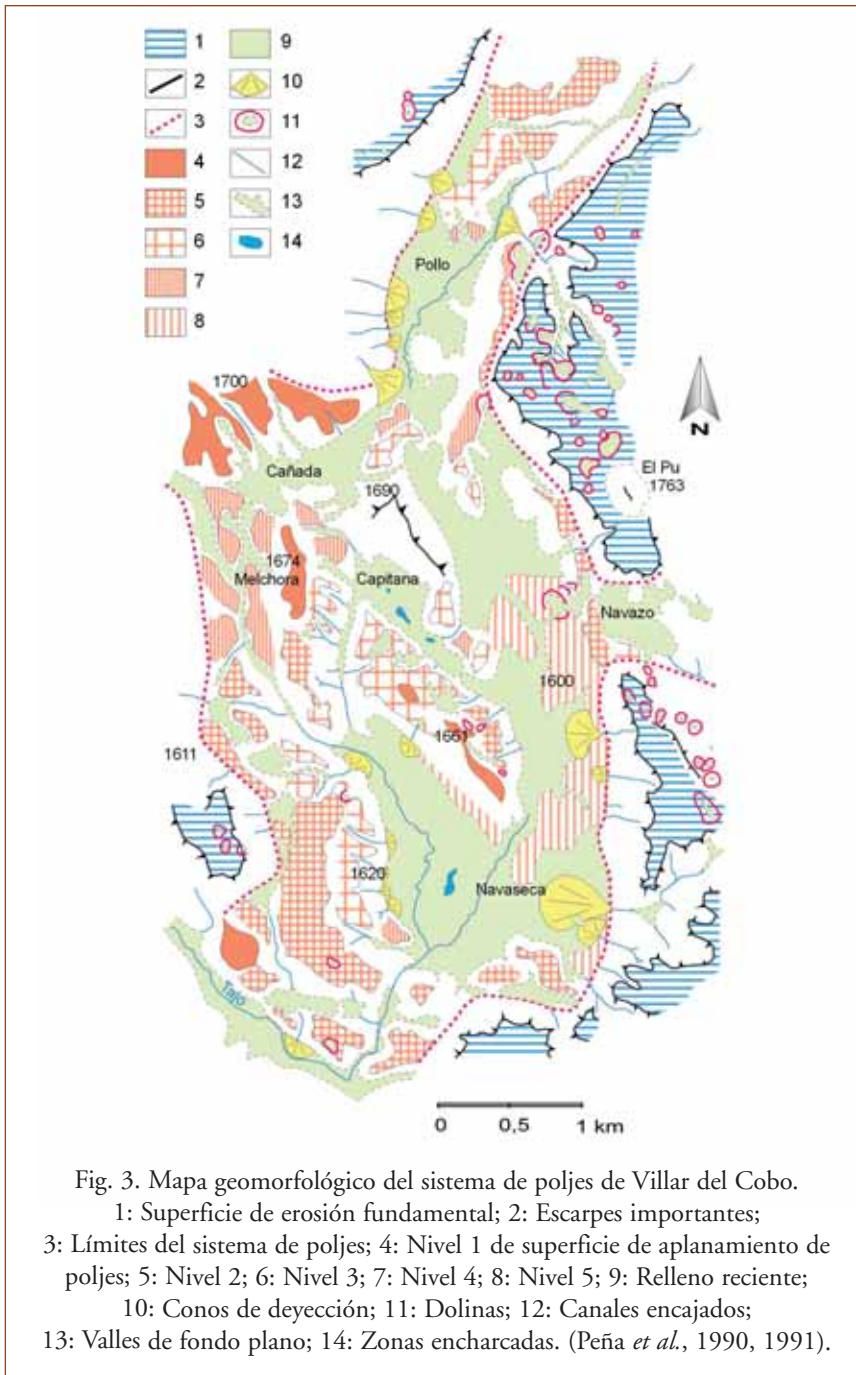 1
2
3
4
5
6
7
8
9
10
11
12
13
14
Pollo
1700
Cañada
1690
N
El Pu
1763
1674
Melchora
Capitana
Navazo
1600
1661
1611
1620
Navaseca
Tajo
0 0,5 1 km
Fig. 3. Mapa geomorfológico del sistema de poljes de Villar del Cobo.
1: Superficie de erosión fundamental; 2: Escarpes importantes;
3: Límites del sistema de poljes; 4: Nivel 1 de superficie de aplanamiento de
poljes; 5: Nivel 2; 6: Nivel 3; 7: Nivel 4; 8: Nivel 5; 9: Relleno reciente;
10: Conos de deyección; 11: Dolinas; 12: Canales encajados;
13: Valles de fondo plano; 14: Zonas encharcadas. (Peña et al., 1990, 1991).